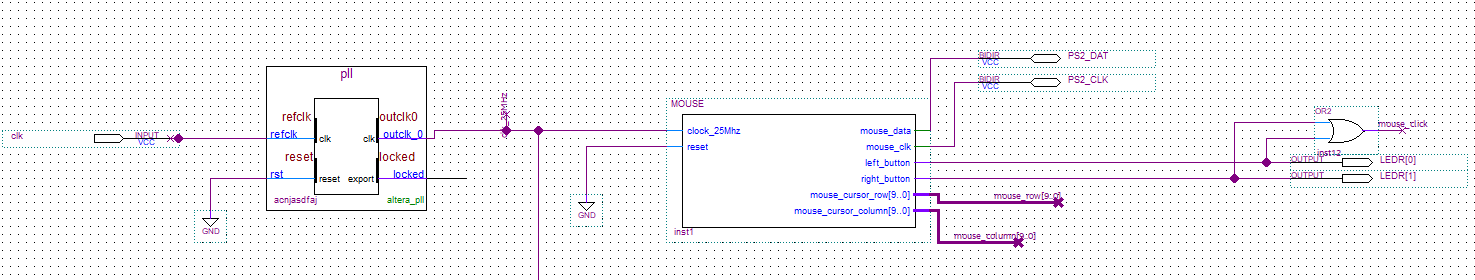 clk
INPUT
VCC
pll
refclk
outclk0
refclk
clk
clk
outclk_0
reset
locked
rst
reset
export
locked
acnjasdfaj
altera_pll
GND
MOUSE
clock_25Mhz
reset
mouse_data
mouse_clk
left_button
right_button
mouse_cursor_row[9..0]
mouse_cursor_column[9..0]
inst1
GND
BIDIR
VCC
PS2_DAT
BIDIR
VCC
PS2_CLK
mouse_row[9..0]
mouse_column[9..0]
OR2
mouse_click
inst12
OUTPUT
LEDR[0]
OUTPUT
LEDR[1]